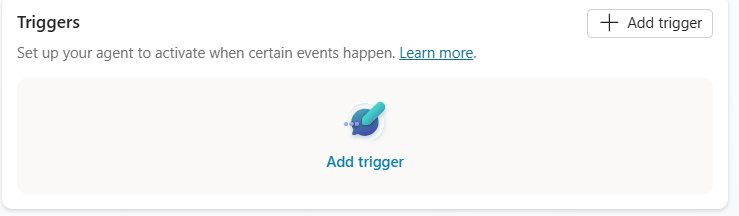 Triggers
+ Add trigger
Set up your agent to activate when certain events happen. Learn more.
Add trigger